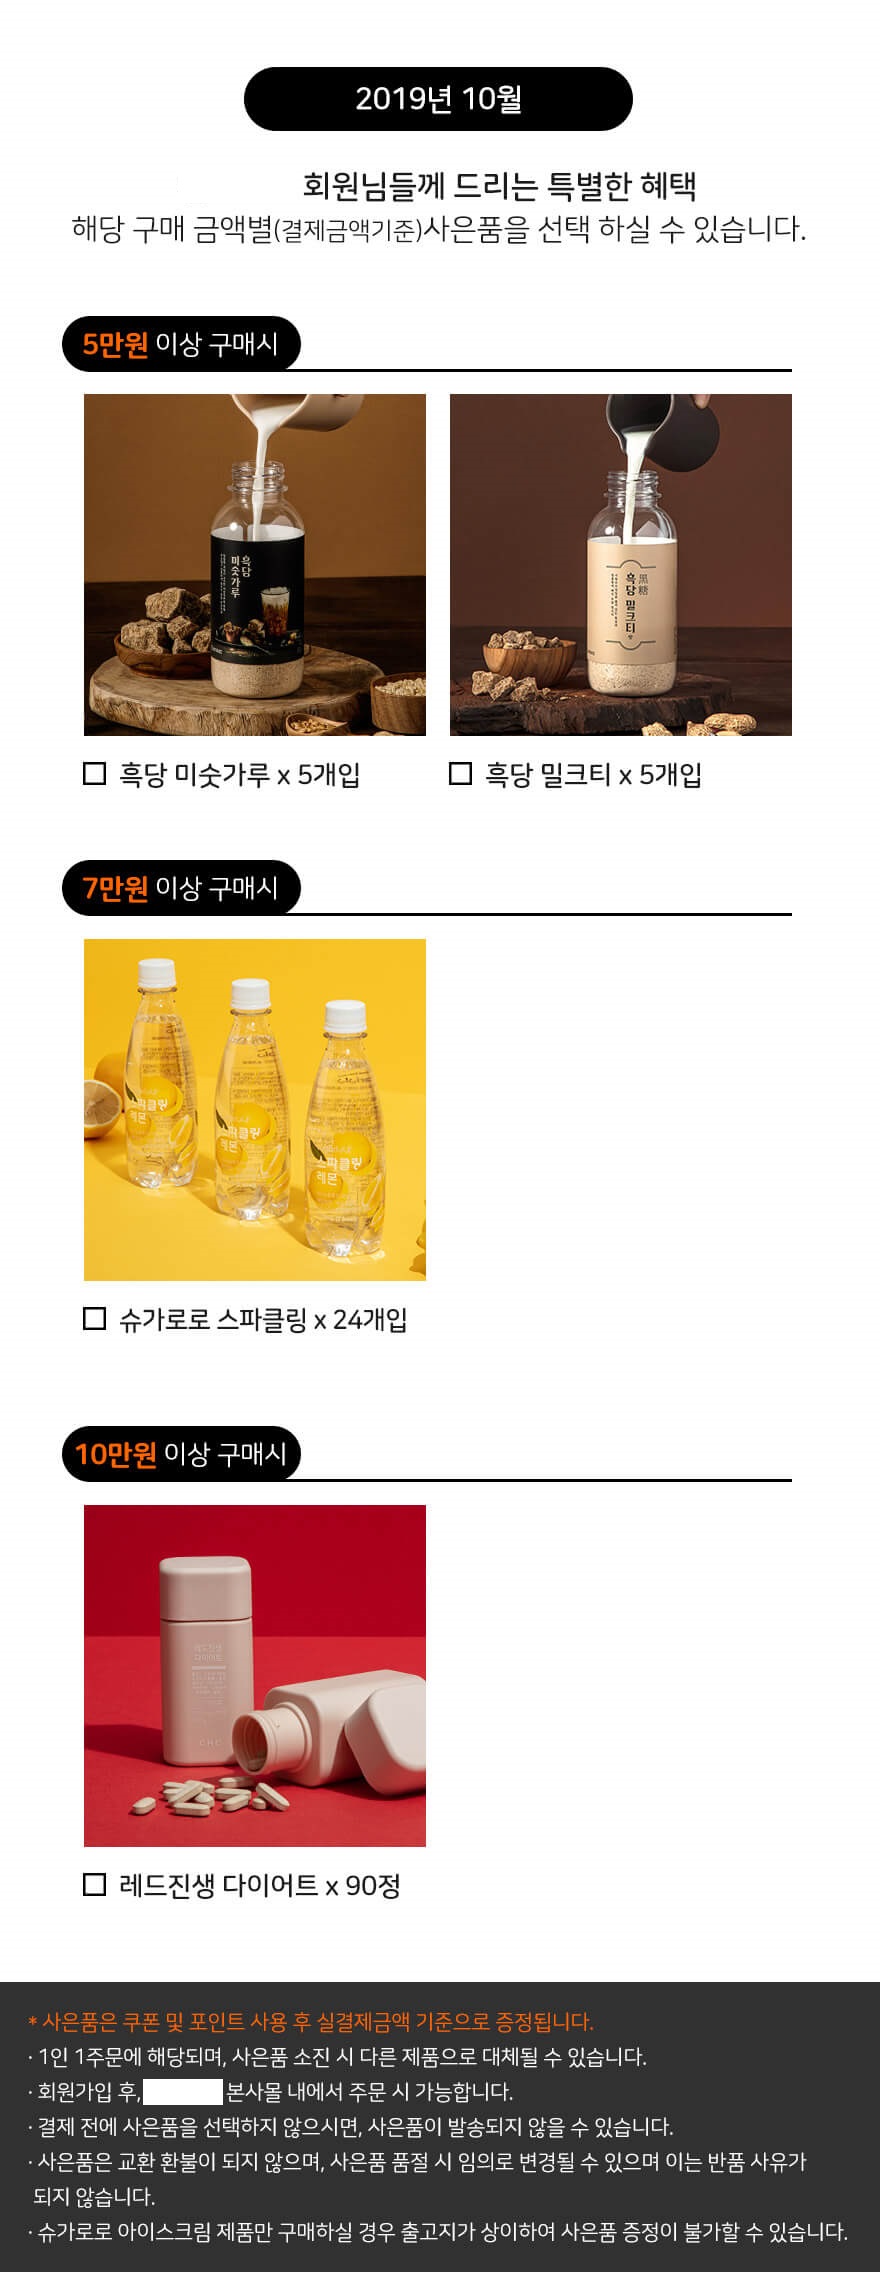 2019년 10월
회원님들께 드리는 특별한 혜택
해당 구매 금액별(결제금액기준)사은품을 선택 하실 수 있습니다.
5만원 이상 구매시
흑당
미숫가루
黑糖
흑당 밀크티
흑당 미숫가루 x 5개입
흑당 밀크티 x 5개입
7만원 이상 구매시
스파클링
레몬
슈가로로 스파클링 x 24개입
10만원 이상 구매시
레드진생
다이어트
CHC
레드진생 다이어트 x 90정
* 사은품은 쿠폰 및 포인트 사용 후 실결제금액 기준으로 증정됩니다.
· 1인 1주문에 해당되며, 사은품 소진 시 다른 제품으로 대체될 수 있습니다.
· 회원가입 후, 본사몰 내에서 주문 시 가능합니다.
· 결제 전에 사은품을 선택하지 않으시면, 사은품이 발송되지 않을 수 있습니다.
· 사은품은 교환 환불이 되지 않으며, 사은품 품절 시 임의로 변경될 수 있으며 이는 반품 사유가
되지 않습니다.
· 슈가로로 아이스크림 제품만 구매하실 경우 출고지가 상이하여 사은품 증정이 불가할 수 있습니다.